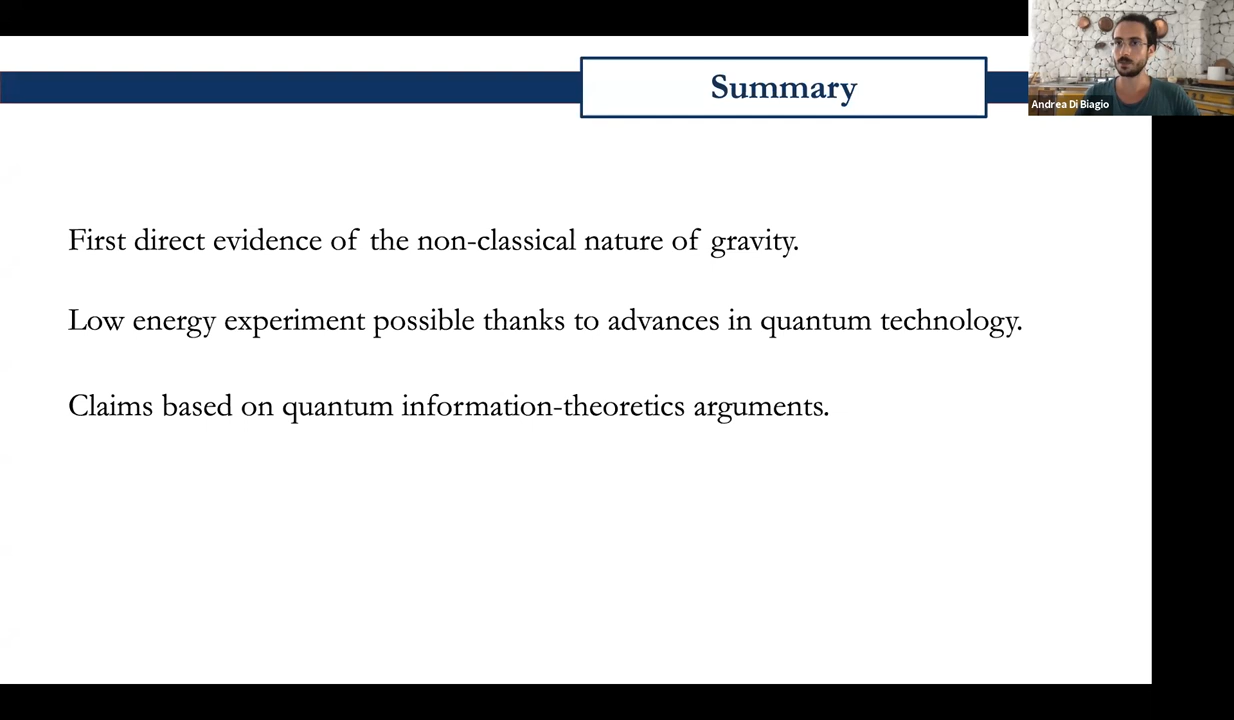 Summary
Andrea Di Biagio
First direct evidence of the non-classical nature of gravity.
Low energy experiment possible thanks to advances in quantum technology.
Claims based on quantum information-theoretics arguments.